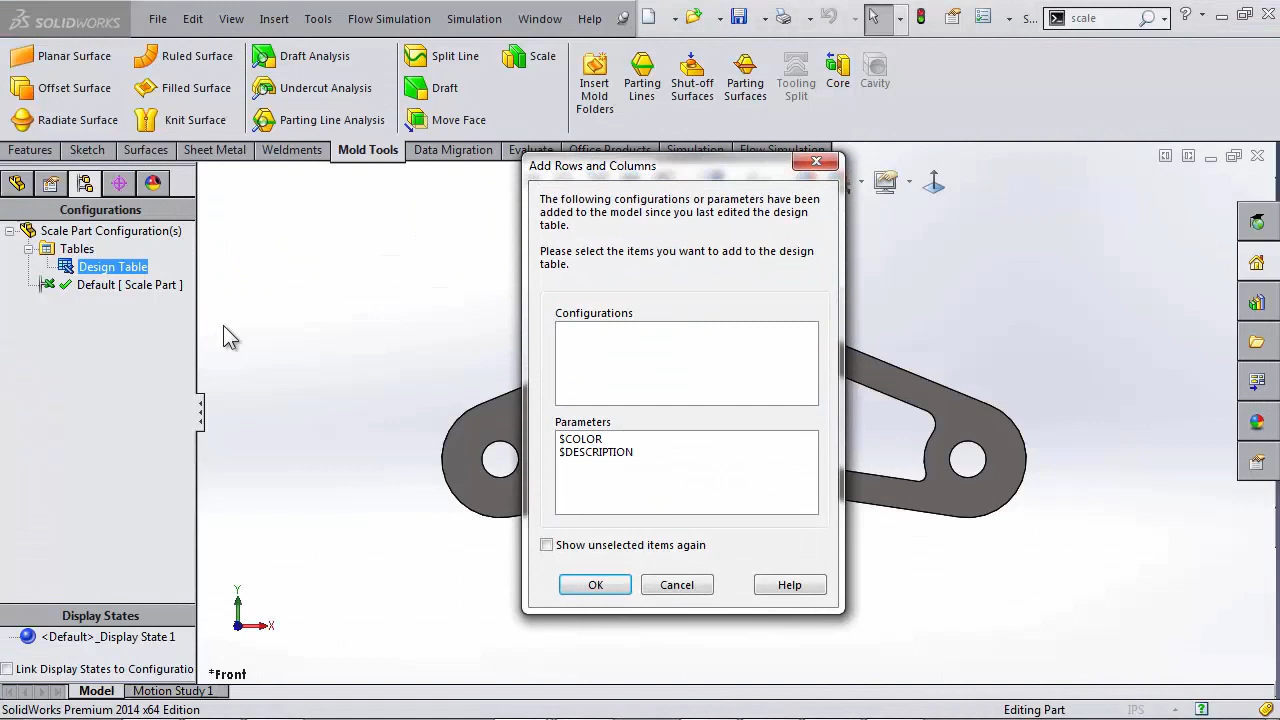 SOLIDWORKS File Edit View Insert Tools Flow Simulation Simulation Window Help s... scale
Planar Surface Ruled Surface Draft Analysis Split Line Scale
Offset Surface Filled Surface Undercut Analysis Draft
Radiate Surface Knit Surface Parting Line Analysis Move Face
Insert
Mold
Folders
Parting
Lines
Shut-off
Surfaces
Parting
Surfaces
Tooling
Split
Core
Cavity
Features Sketch Surfaces Sheet Metal Weldments Mold Tools Data Migration Evaluate Office Products Simulation Flow Simulation
Configurations
Scale Part Configuration(s)
Tables
Design Table
Default [ Scale Part ]
Add Rows and Columns
The following configurations or parameters have been
added to the model since you last edited the design
table.
Please select the items you want to add to the design
table.
Configurations
Parameters
$COLOR
$DESCRIPTION
Show unselected items again
OK Cancel Help
Y
X
*Front
Display States
<Default>_Display State 1
Link Display States to Configuratio
Model Motion Study 1
SolidWorks Premium 2014 x64 Edition Editing Part IPS